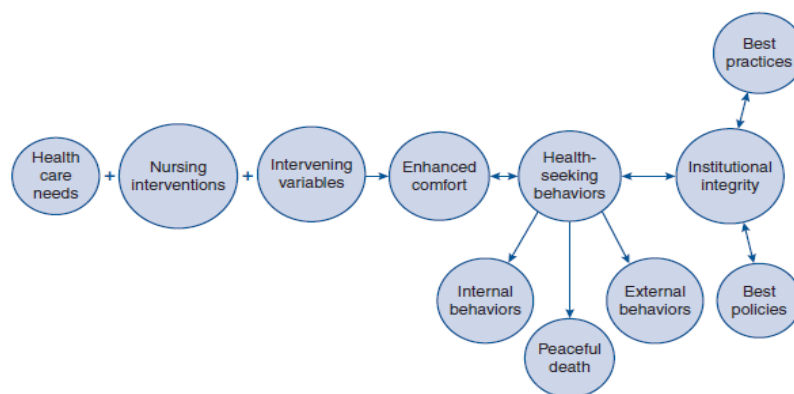 Best
practices
Health
care
needs
+
Nursing
interventions
+
Intervening
variables
Enhanced
comfort
Health-
seeking
behaviors
Institutional
integrity
Internal
behaviors
Peaceful
death
External
behaviors
Best
policies